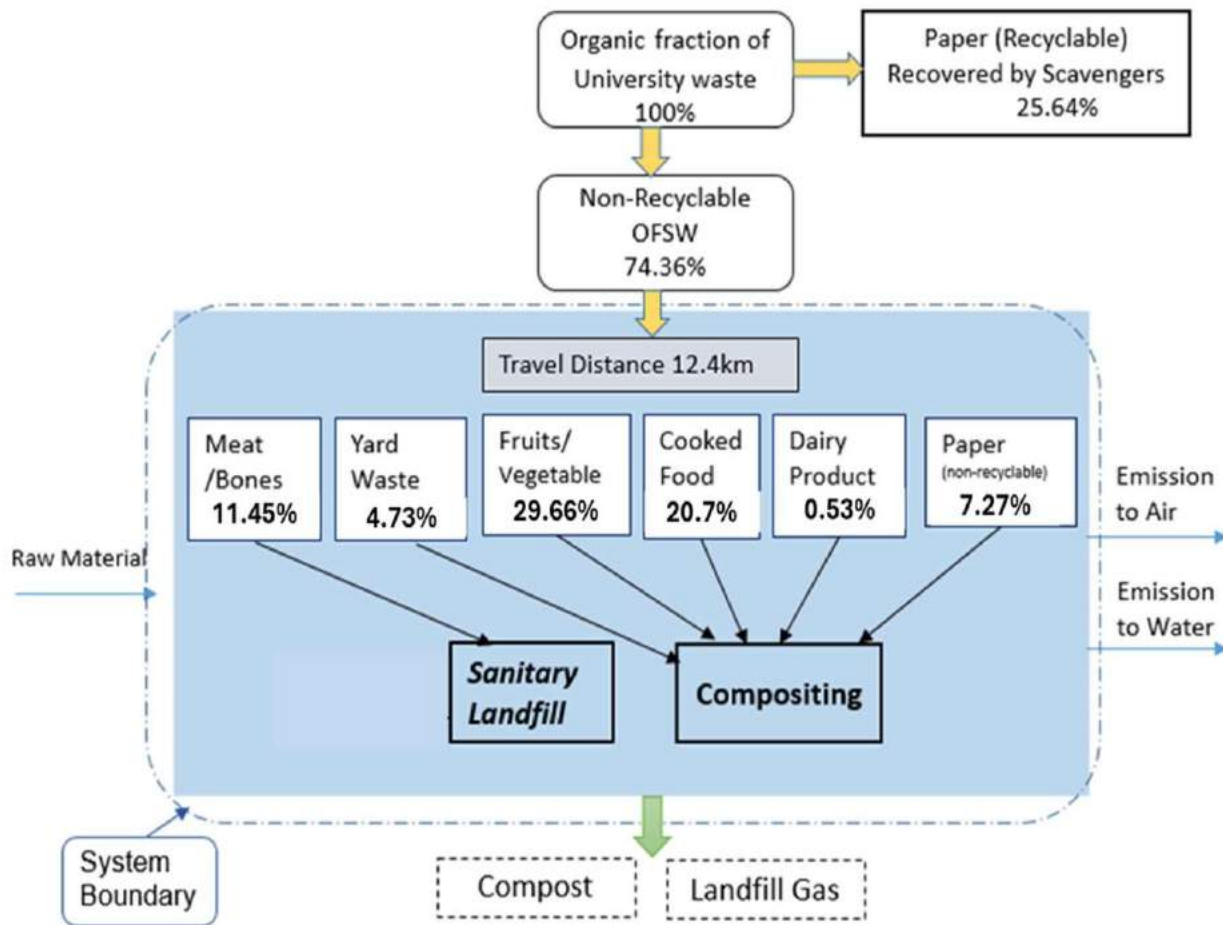 Organic fraction of
University waste
100%
Paper (Recyclable)
Recovered by Scavengers
25.64%
Non-Recyclable
OFSW
74.36%
Travel Distance 12.4km
Meat
/Bones
11.45%
Yard
Waste
4.73%
Fruits/
Vegetable
29.66%
Cooked
Food
20.7%
Dairy
Product
0.53%
Paper
(non-recyclable)
7.27%
Raw Material
Emission
to Air
Emission
to Water
Sanitary
Landfill
Compositing
System
Boundary
Compost
Landfill Gas